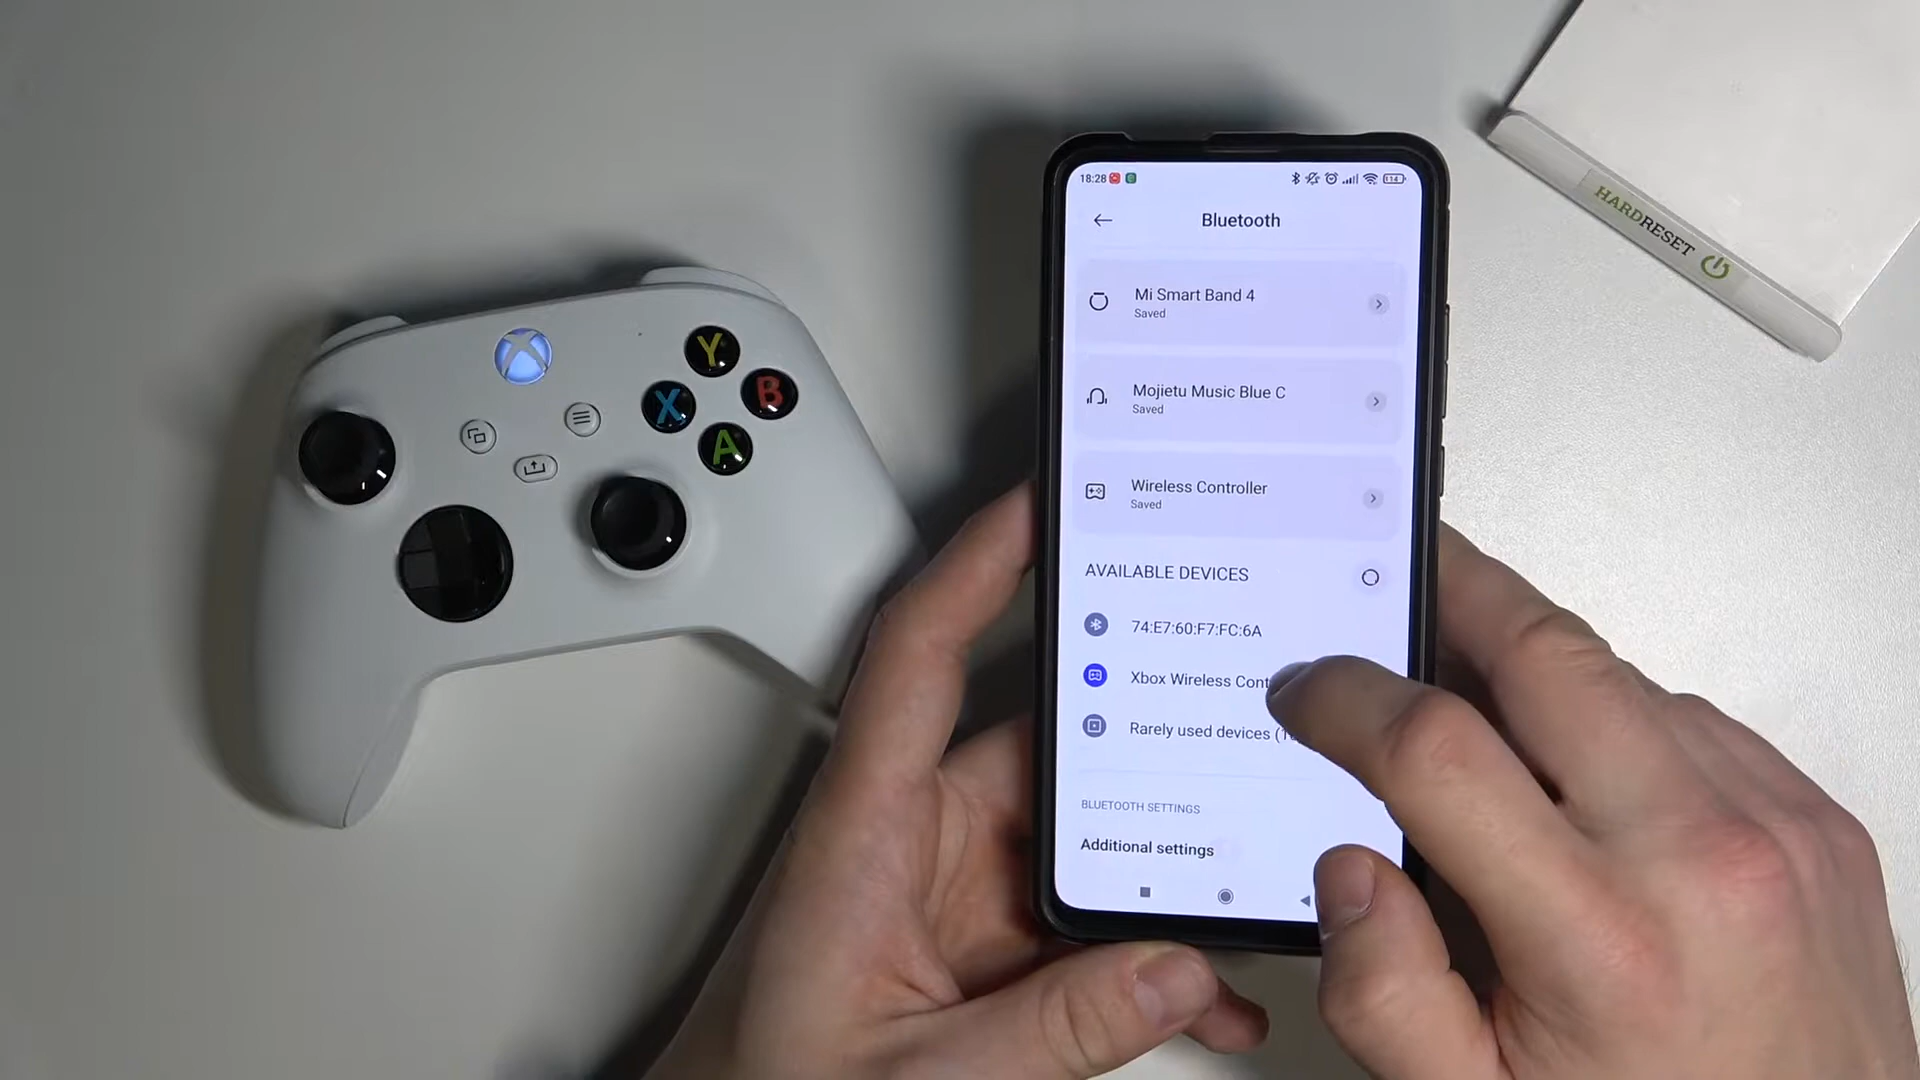 18:28
Bluetooth
Mi Smart Band 4
Saved
Mojietu Music Blue C
Saved
Wireless Controller
Saved
AVAILABLE DEVICES
74:E7:60:F7:FC:6A
Xbox Wireless Cont
Rarely used devices (1
BLUETOOTH SETTINGS
Additional settings
Y
X
B
A
HARDRESET